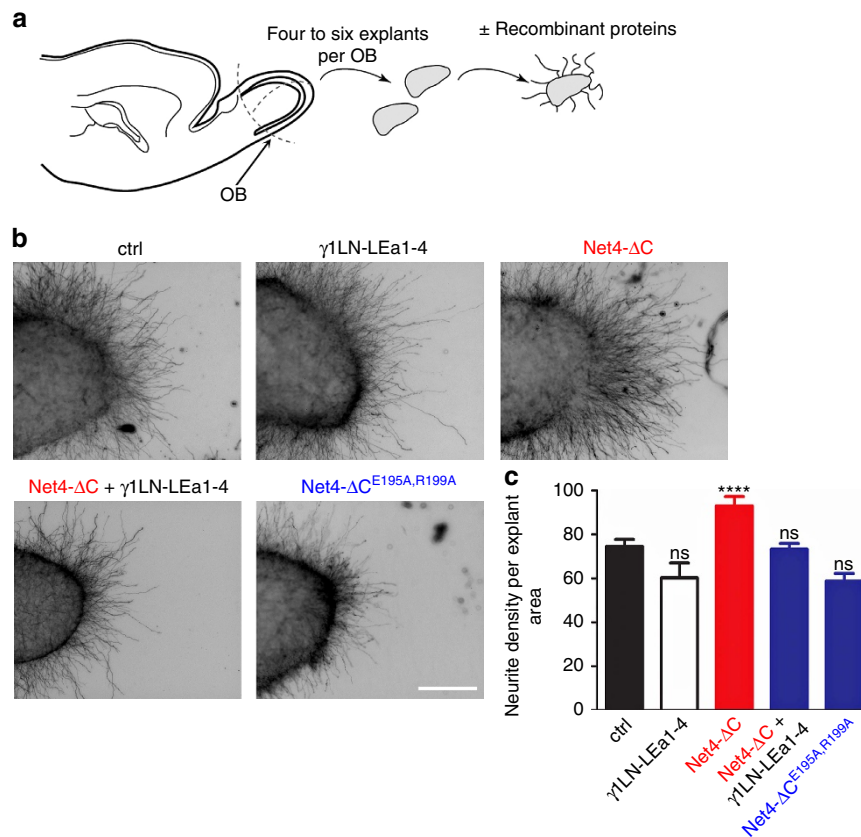 a
Four to six explants
per OB
± Recombinant proteins
OB
b
ctrl
γ1LN-LEa1-4
Net4-ΔC
Net4-ΔC + γ1LN-LEa1-4
Net4-ΔC^E195A,R199A
c
Neurite density per explant
area
100
80
60
40
20
0
ns
****
ns
ns
ctrl
γ1LN-LEa1-4
Net4-ΔC
Net4-ΔC +
γ1LN-LEa1-4
Net4-ΔC^E195A,R199A